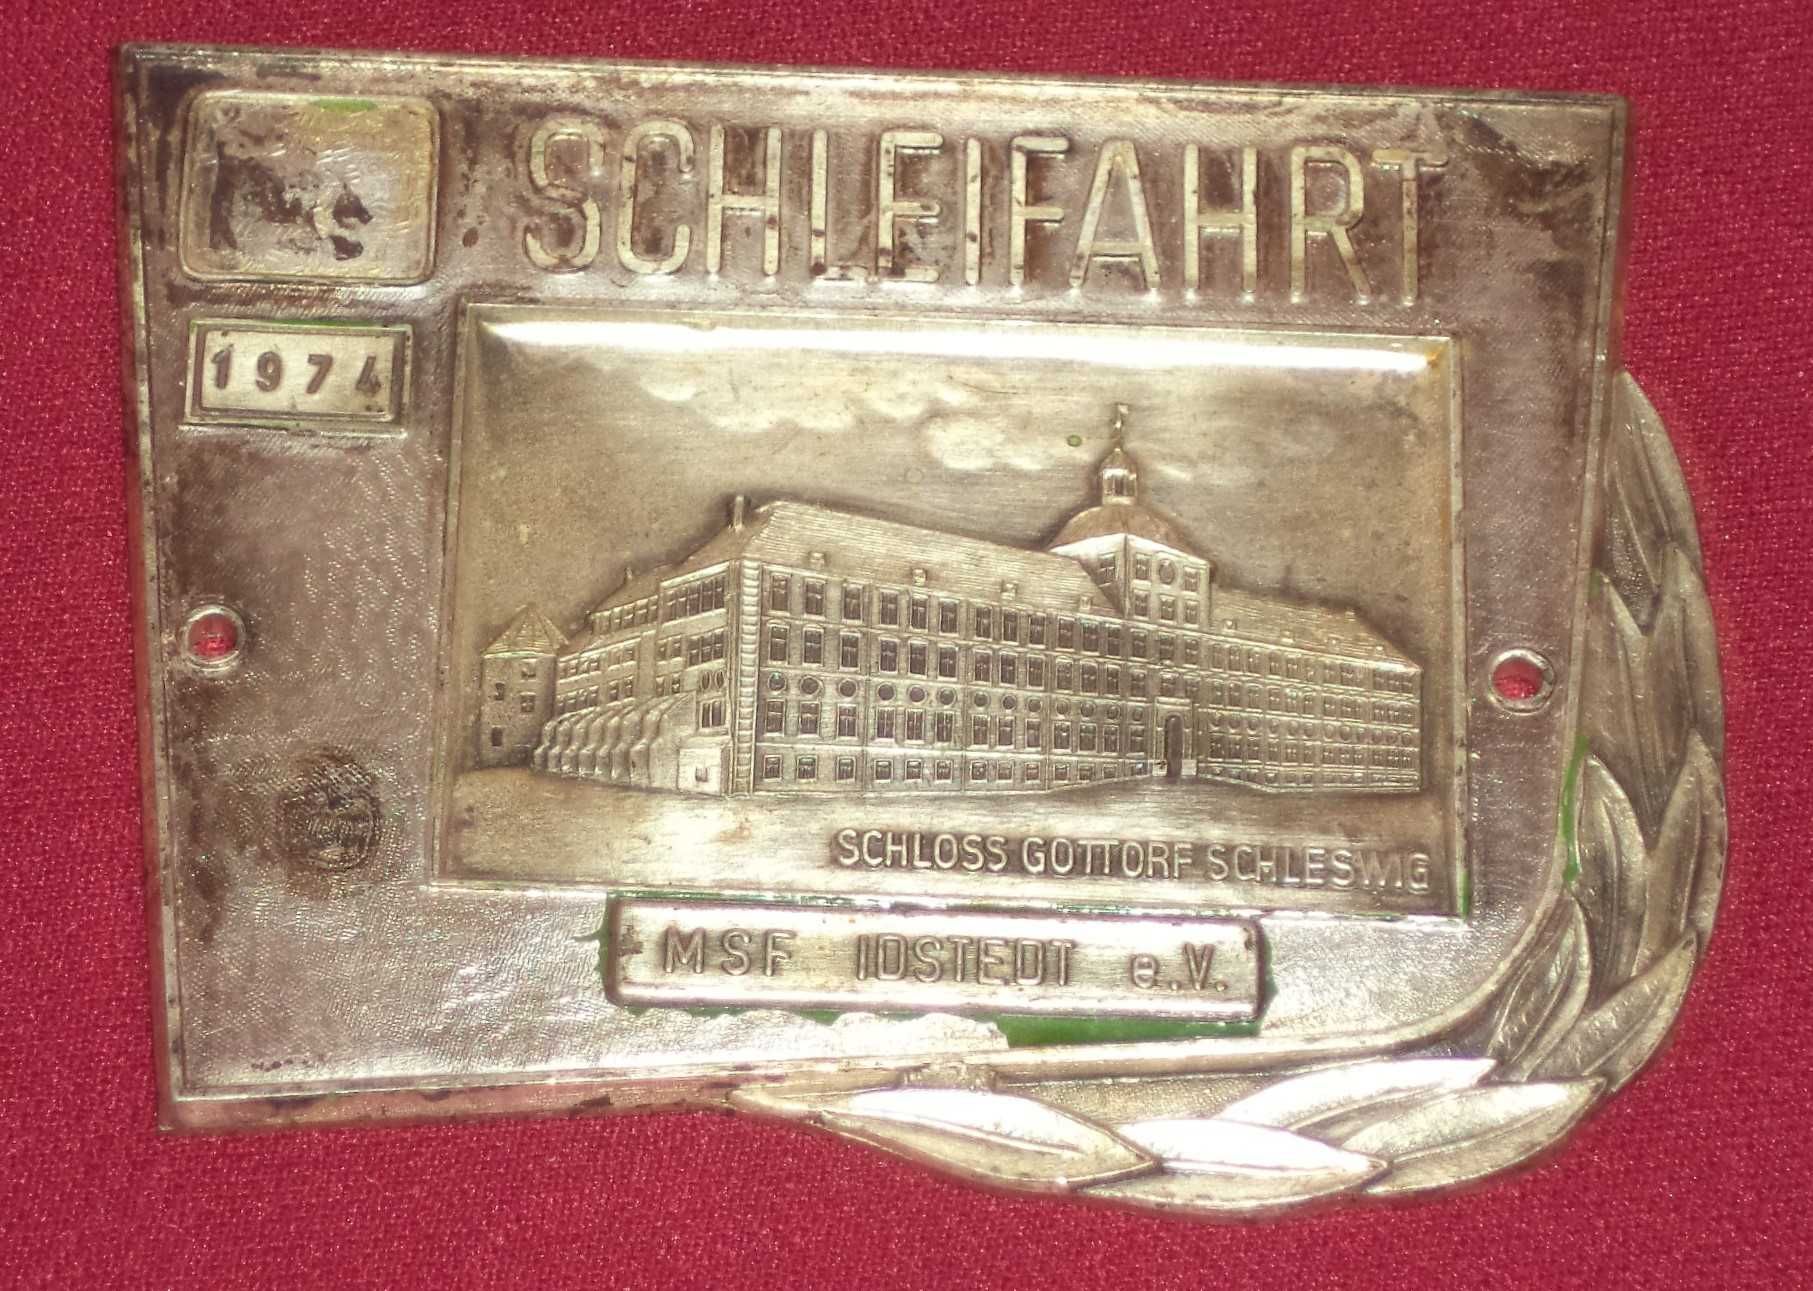 SCHLEIFAHRT
1974
SCHLOSS GOTTORF SCHLESWIG
MSF IDSTEDT e.V.